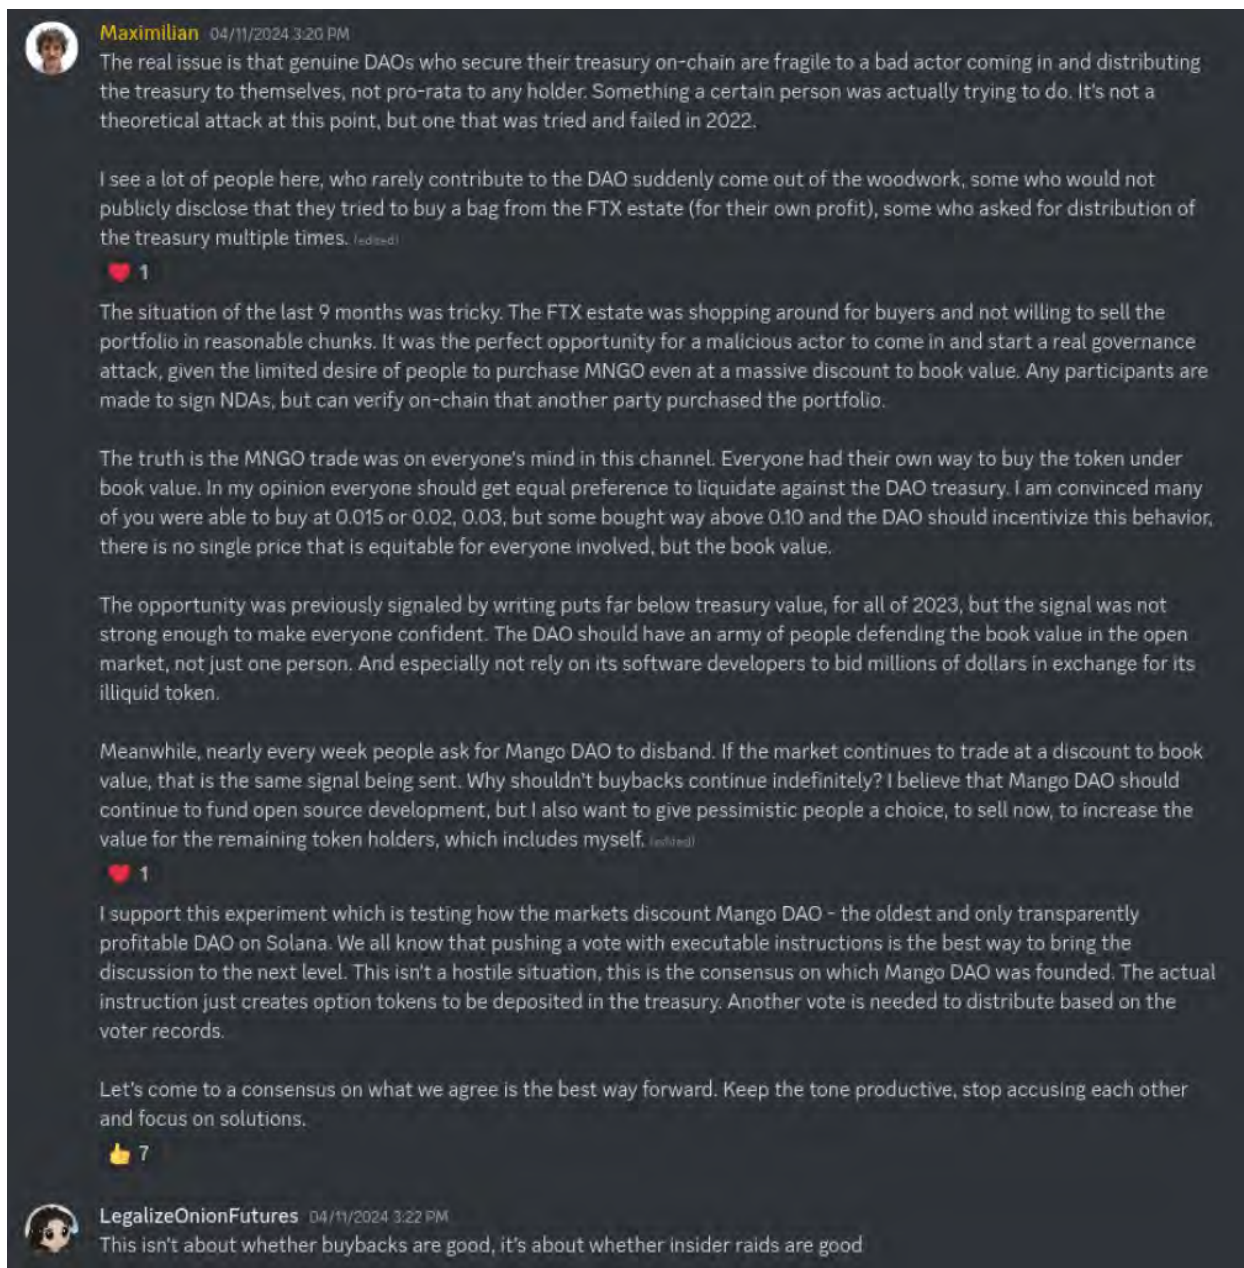 Maximilian 04/11/2024 3:20 PM
The real issue is that genuine DAOs who secure their treasury on-chain are fragile to a bad actor coming in and distributing
the treasury to themselves, not pro-rata to any holder. Something a certain person was actually trying to do. It's not a
theoretical attack at this point, but one that was tried and failed in 2022.
I see a lot of people here, who rarely contribute to the DAO suddenly come out of the woodwork, some who would not
publicly disclose that they tried to buy a bag from the FTX estate (for their own profit), some who asked for distribution of
the treasury multiple times. (edited)
1
The situation of the last 9 months was tricky. The FTX estate was shopping around for buyers and not willing to sell the
portfolio in reasonable chunks. It was the perfect opportunity for a malicious actor to come in and start a real governance
attack, given the limited desire of people to purchase MNGO even at a massive discount to book value. Any participants are
made to sign NDAs, but can verify on-chain that another party purchased the portfolio.
The truth is the MNGO trade was on everyone's mind in this channel. Everyone had their own way to buy the token under
book value. In my opinion everyone should get equal preference to liquidate against the DAO treasury. I am convinced many
of you were able to buy at 0.015 or 0.02, 0.03, but some bought way above 0.10 and the DAO should incentivize this behavior,
there is no single price that is equitable for everyone involved, but the book value.
The opportunity was previously signaled by writing puts far below treasury value, for all of 2023, but the signal was not
strong enough to make everyone confident. The DAO should have an army of people defending the book value in the open
market, not just one person. And especially not rely on its software developers to bid millions of dollars in exchange for its
illiquid token.
Meanwhile, nearly every week people ask for Mango DAO to disband. If the market continues to trade at a discount to book
value, that is the same signal being sent. Why shouldn't buybacks continue indefinitely? I believe that Mango DAO should
continue to fund open source development, but I also want to give pessimistic people a choice, to sell now, to increase the
value for the remaining token holders, which includes myself. (edited)
1
I support this experiment which is testing how the markets discount Mango DAO - the oldest and only transparently
profitable DAO on Solana. We all know that pushing a vote with executable instructions is the best way to bring the
discussion to the next level. This isn't a hostile situation, this is the consensus on which Mango DAO was founded. The actual
instruction just creates option tokens to be deposited in the treasury. Another vote is needed to distribute based on the
voter records.
Let's come to a consensus on what we agree is the best way forward. Keep the tone productive, stop accusing each other
and focus on solutions.
7
LegalizeOnionFutures 04/11/2024 3:22 PM
This isn't about whether buybacks are good, it's about whether insider raids are good